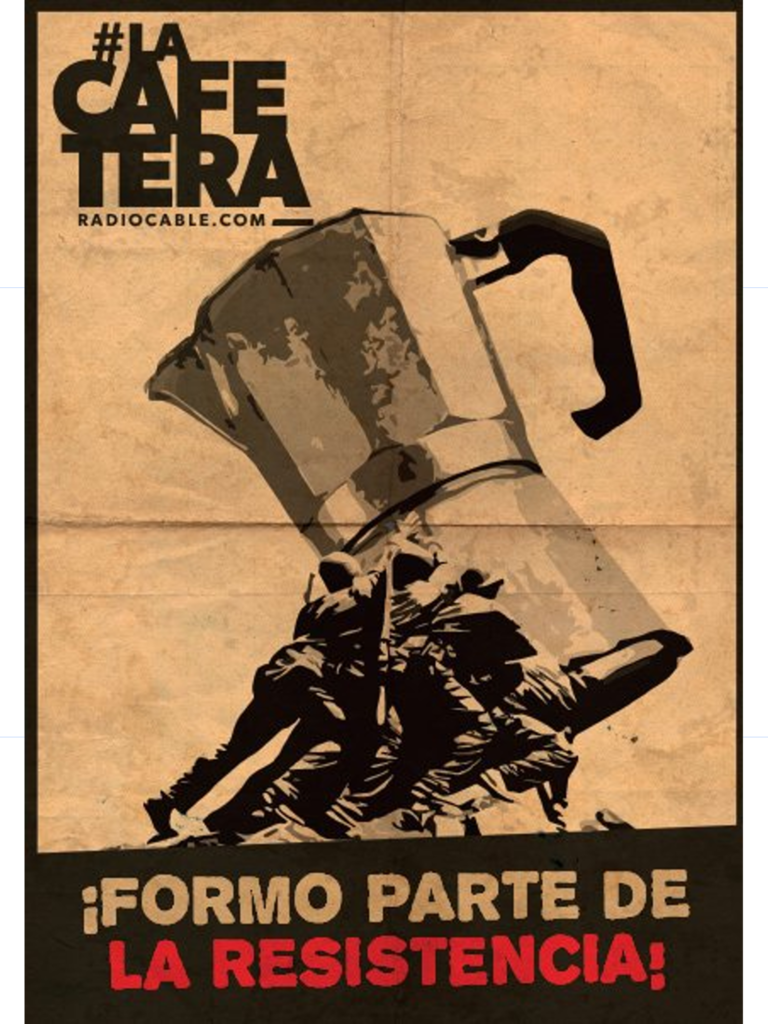 #LA
CAFE
TERA
RADIOCABLE.COM
¡FORMO PARTE DE
LA RESISTENCIA!